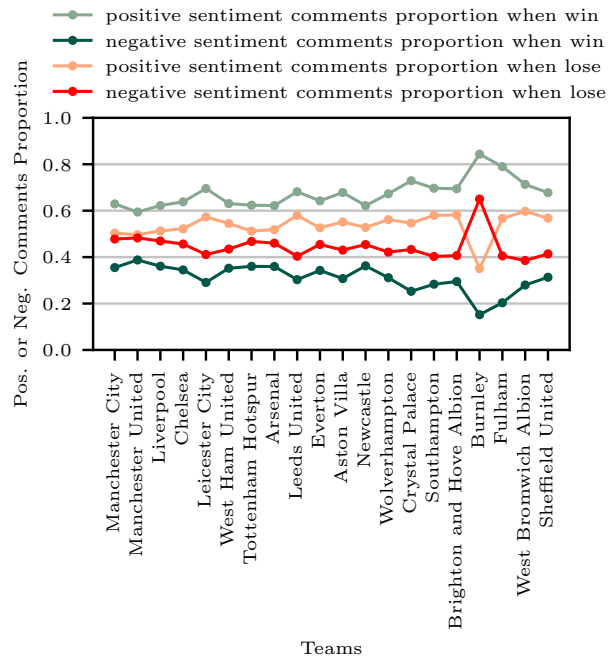 positive sentiment comments proportion when win
negative sentiment comments proportion when win
positive sentiment comments proportion when lose
negative sentiment comments proportion when lose
Pos. or Neg. Comments Proportion
1.0
0.8
0.6
0.4
0.2
0.0
Manchester City
Manchester United
Liverpool
Chelsea
Leicester City
West Ham United
Tottenham Hotspur
Arsenal
Leeds United
Everton
Aston Villa
Newcastle
Wolverhampton
Crystal Palace
Southampton
Brighton and Hove Albion
Burnley
Fulham
West Bromwich Albion
Sheffield United
Teams